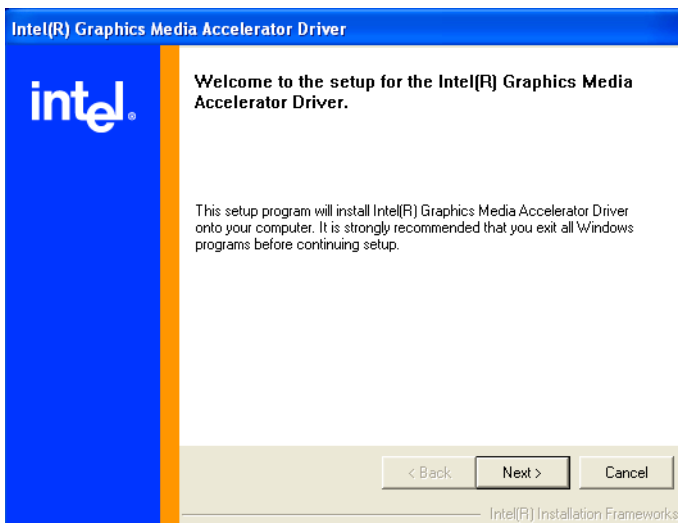 Intel(R) Graphics Media Accelerator Driver
intel®
Welcome to the setup for the Intel(R) Graphics Media
Accelerator Driver.
This setup program will install Intel(R) Graphics Media Accelerator Driver
onto your computer. It is strongly recommended that you exit all Windows
programs before continuing setup.
< Back
Next >
Cancel
Intel(R) Installation Frameworks